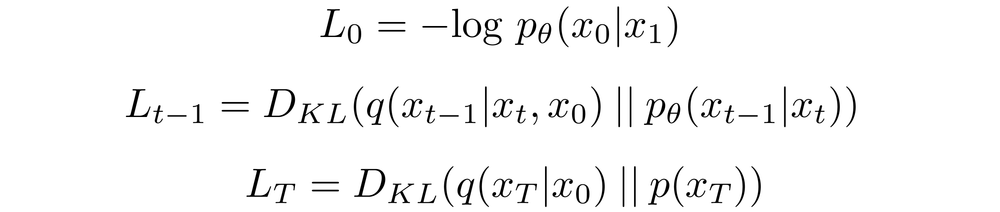 L_0 = −log p_θ(x_0|x_1)
L_{t−1} = D_{KL}(q(x_{t−1}|x_t, x_0) || p_θ(x_{t−1}|x_t))
L_T = D_{KL}(q(x_T|x_0) || p(x_T))